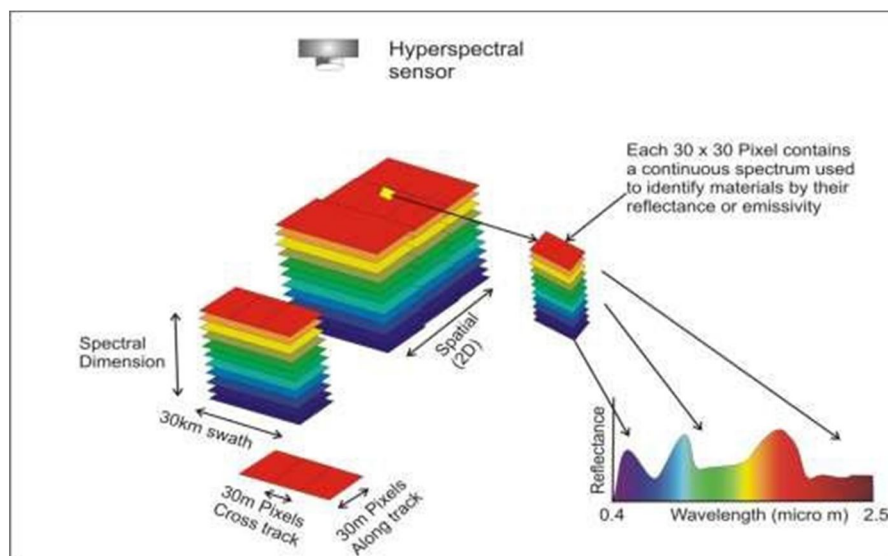 Hyperspectral
sensor
Each 30 x 30 Pixel contains
a continuous spectrum used
to identify materials by their
reflectance or emissivity
Spectral
Dimension
Spatial
(2D)
30km swath
30m Pixels
Cross track
30m Pixels
Along track
Reflectance
0.4
Wavelength (micro m)
2.5